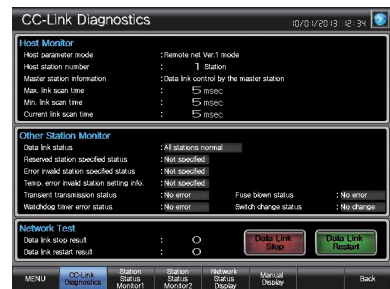 CC-Link Diagnostics 10/01/2013 12:34
Host Monitor
Host parameter mode : Remote net Ver.1 mode
Host station number : 1 Station
Master station information : Data link control by the master station
Max. link scan time : 5 msec
Min. link scan time : 5 msec
Current link scan time : 5 msec
Other Station Monitor
Data link status : All stations normal
Reserved station specified status : Not specified
Error invalid station specified status : Not specified
Temp. error invalid station setting info. : Not specified
Transient transmission status : No error Fuse blown status : No error
Watchdog timer error status : No error Switch change status : No change
Network Test
Data link stop result : O
Data link restart result : O
Data Link Stop
Data Link Restart
MENU
CC-Link Diagnostics
Station Status Monitor1
Station Status Monitor2
Network Status Display
Manual Display
Back